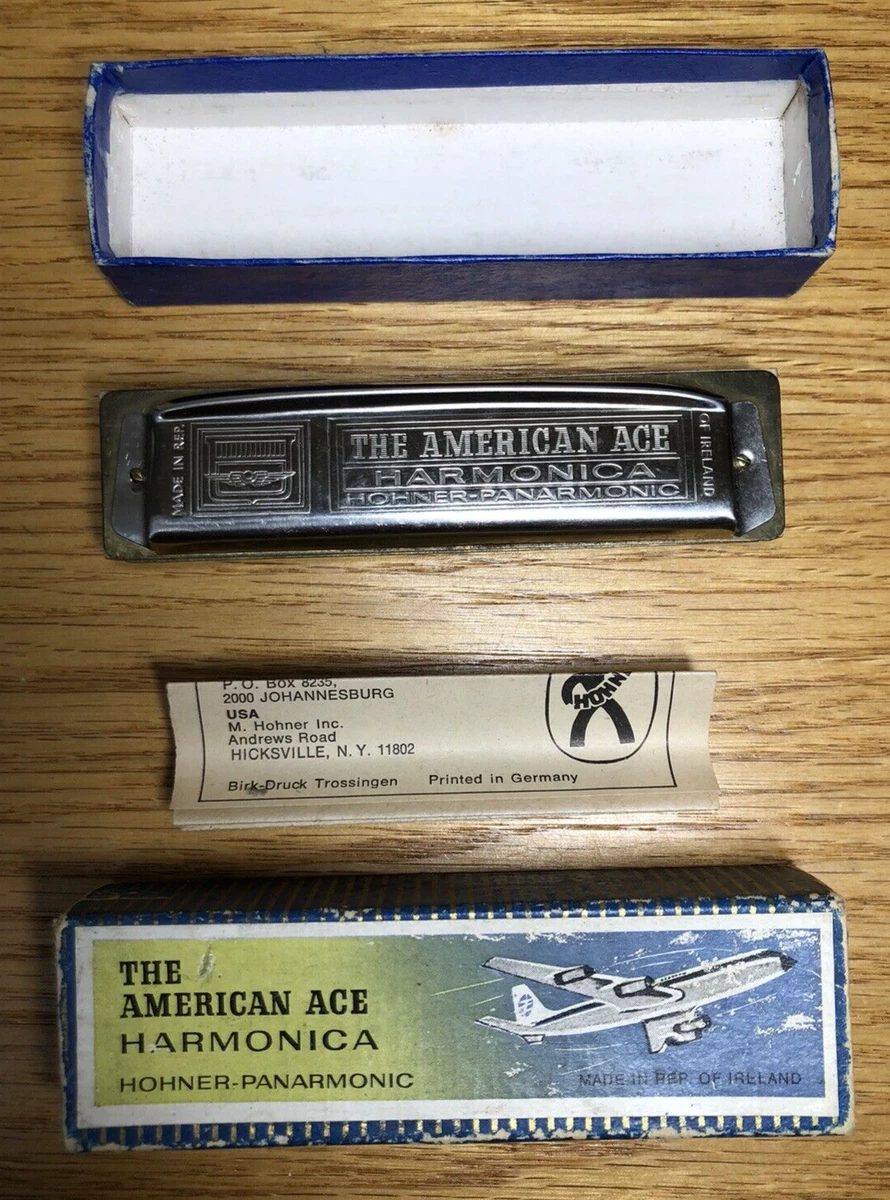 MADE IN REP.
THE AMERICAN ACE
HARMONICA
HOHNER-PANARMONIC
OF IRELAND
P. O. Box 8235,
2000 JOHANNESBURG
USA
M. Hohner Inc.
Andrews Road
HICKSVILLE, N. Y. 11802
Birk-Druck Trossingen Printed in Germany
THE
AMERICAN ACE
HARMONICA
HOHNER-PANARMONIC
MADE IN REP. OF IRELAND